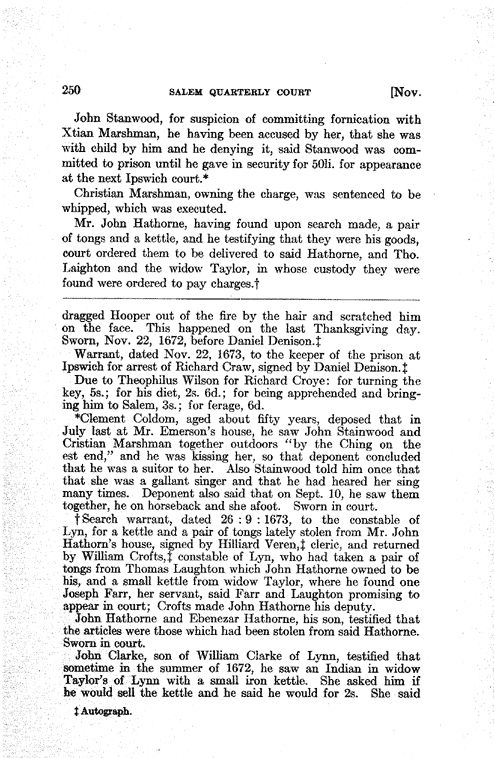 250 SALEM QUARTERLY COURT [Nov.
John Stanwood, for suspicion of committing fornication with
Xtian Marshman, he having been accused by her, that she was
with child by him and he denying it, said Stanwood was com-
mitted to prison until he gave in security for 50li. for appearance
at the next Ipswich court.*
Christian Marshman, owning the charge, was sentenced to be
whipped, which was executed.
Mr. John Hathorne, having found upon search made, a pair
of tongs and a kettle, and he testifying that they were his goods,
court ordered them to be delivered to said Hathorne, and Tho.
Laighton and the widow Taylor, in whose custody they were
found were ordered to pay charges.†
dragged Hooper out of the fire by the hair and scratched him
on the face. This happened on the last Thanksgiving day.
Sworn, Nov. 22, 1672, before Daniel Denison.‡
Warrant, dated Nov. 22, 1673, to the keeper of the prison at
Ipswich for arrest of Richard Craw, signed by Daniel Denison.‡
Due to Theophilus Wilson for Richard Croye: for turning the
key, 5s.; for his diet, 2s. 6d.; for being apprehended and bring-
ing him to Salem, 3s.; for ferage, 6d.
*Clement Coldom, aged about fifty years, deposed that in
July last at Mr. Emerson's house, he saw John Stainwood and
Cristian Marshman together outdoors "by the Ching on the
est end," and he was kissing her, so that deponent concluded
that he was a suitor to her. Also Stainwood told him once that
that she was a gallant singer and that he had heard her sing
many times. Deponent also said that on Sept. 10, he saw them
together, he on horseback and she afoot. Sworn in court.
†Search warrant, dated 26 : 9 : 1673, to the constable of
Lyn, for a kettle and a pair of tongs lately stolen from Mr. John
Hathorn's house, signed by Hilliard Veren,‡ cleric, and returned
by William Crofts,‡ constable of Lyn, who had taken a pair of
tongs from Thomas Laughton which John Hathorne owned to be
his, and a small kettle from widow Taylor, where he found one
Joseph Farr, her servant, said Farr and Laughton promising to
appear in court; Crofts made John Hathorne his deputy.
John Hathorne and Ebenezar Hathorne, his son, testified that
the articles were those which had been stolen from said Hathorne.
Sworn in court.
John Clarke, son of William Clarke of Lynn, testified that
sometime in the summer of 1672, he saw an Indian in widow
Taylor's of Lynn with a small iron kettle. She asked him if
he would sell the kettle and he said he would for 2s. She said
‡ Autograph.